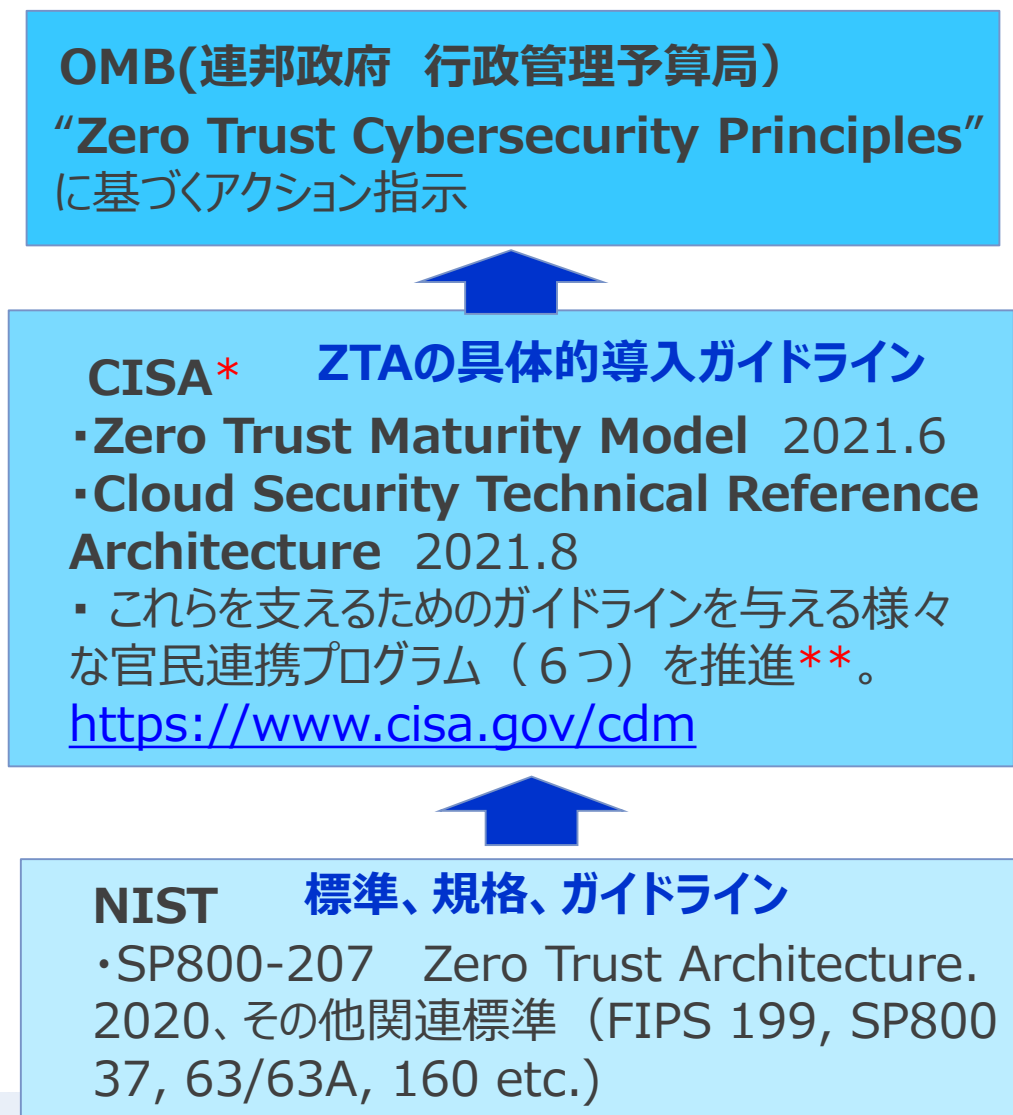 OMB(連邦政府　行政管理予算局）
“Zero Trust Cybersecurity Principles”
に基づくアクション指示
CISA*　ZTAの具体的導入ガイドライン
・Zero Trust Maturity Model 2021.6
・Cloud Security Technical Reference
Architecture 2021.8
・ これらを支えるためのガイドラインを与える様々
な官民連携プログラム（６つ）を推進**。
https://www.cisa.gov/cdm
NIST　標準、規格、ガイドライン
・SP800-207　Zero Trust Architecture.
2020、その他関連標準（FIPS 199, SP800
37, 63/63A, 160 etc.)